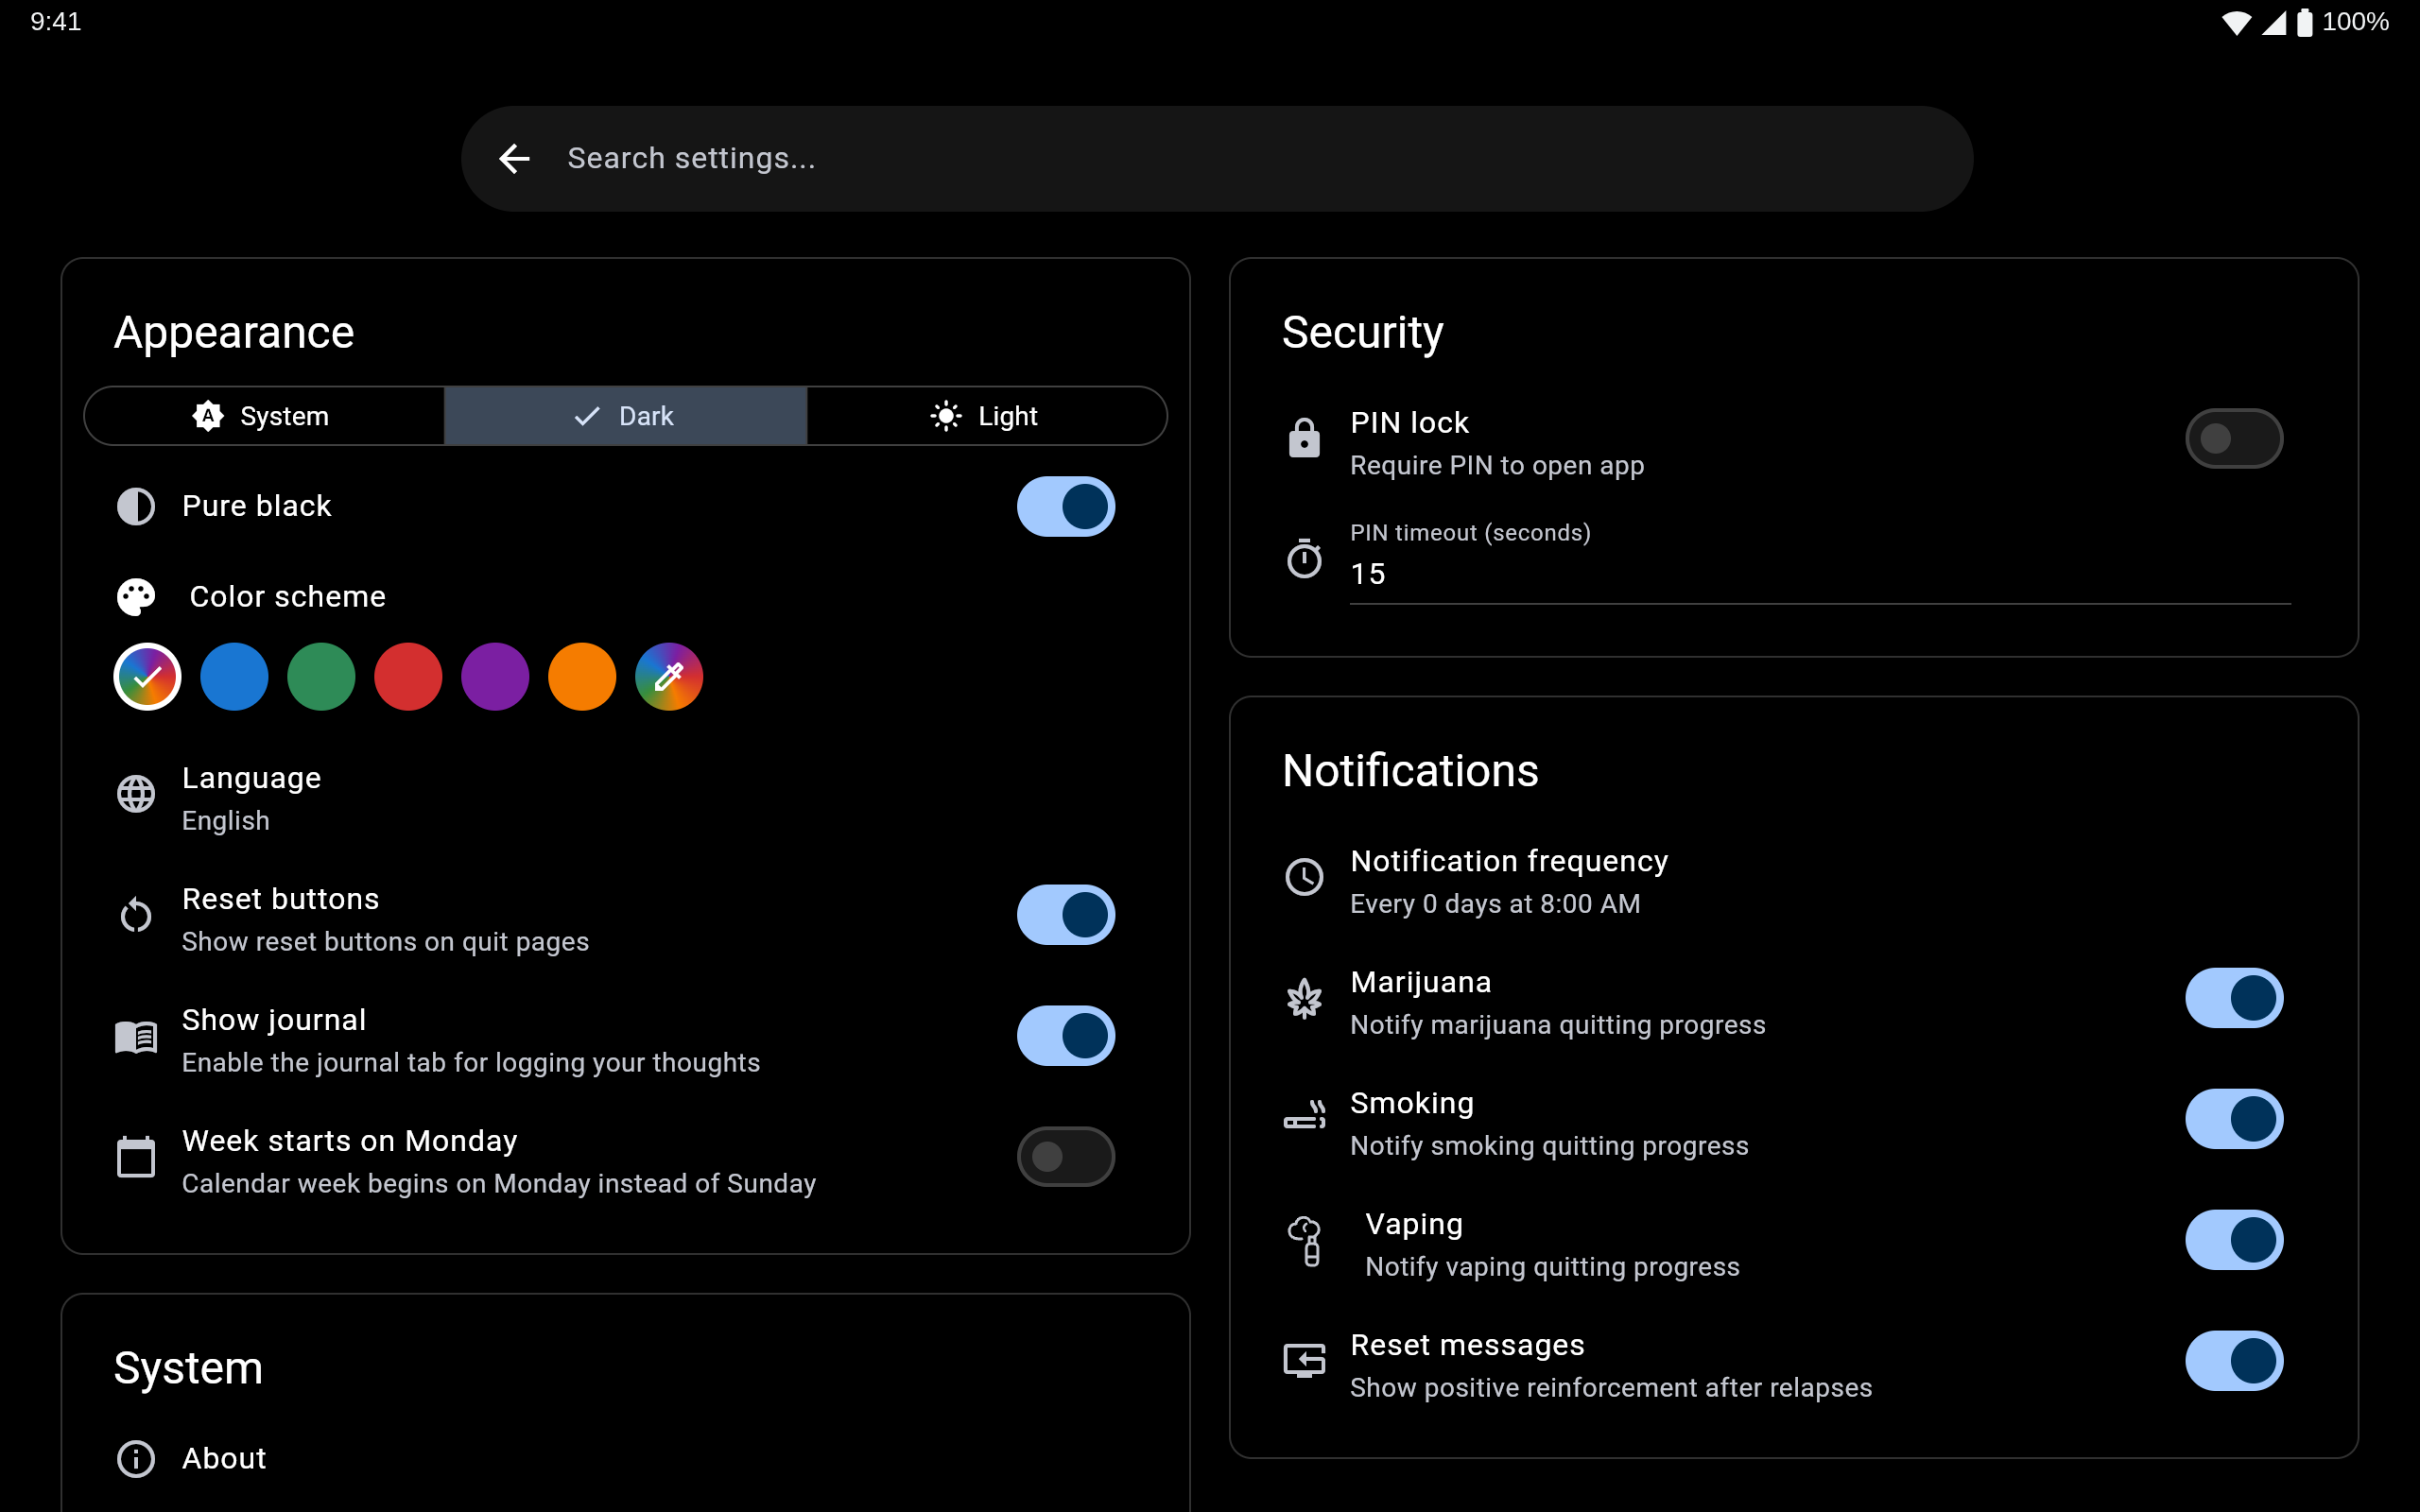 9:41
100%
Search settings...
Appearance
System
Dark
Light
Pure black
Color scheme
Language
English
Reset buttons
Show reset buttons on quit pages
Show journal
Enable the journal tab for logging your thoughts
Week starts on Monday
Calendar week begins on Monday instead of Sunday
System
About
Security
PIN lock
Require PIN to open app
PIN timeout (seconds)
15
Notifications
Notification frequency
Every 0 days at 8:00 AM
Marijuana
Notify marijuana quitting progress
Smoking
Notify smoking quitting progress
Vaping
Notify vaping quitting progress
Reset messages
Show positive reinforcement after relapses